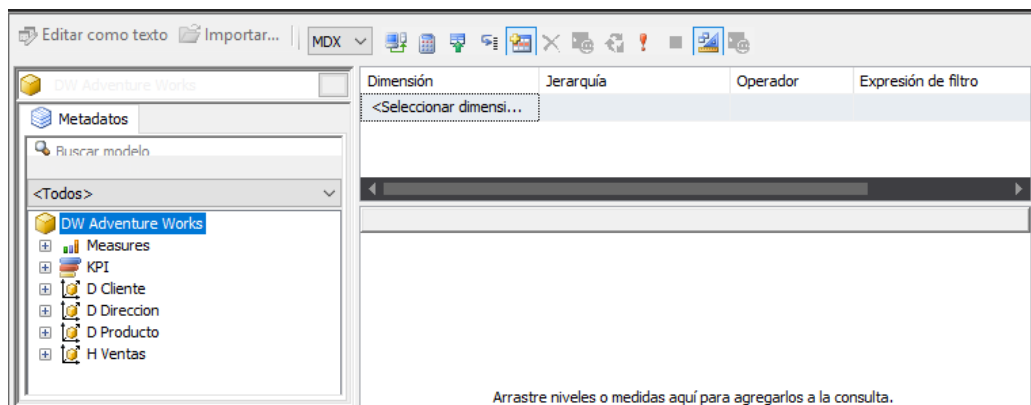 Editar como texto Importar... MDX
DW Adventure Works
Metadatos
Buscar modelo
<Todos>
DW Adventure Works
Measures
KPI
D Cliente
D Direccion
D Producto
H Ventas
Dimensión Jerarquía Operador Expresión de filtro
<Seleccionar dimensi...
Arrastre niveles o medidas aquí para agregarlos a la consulta.